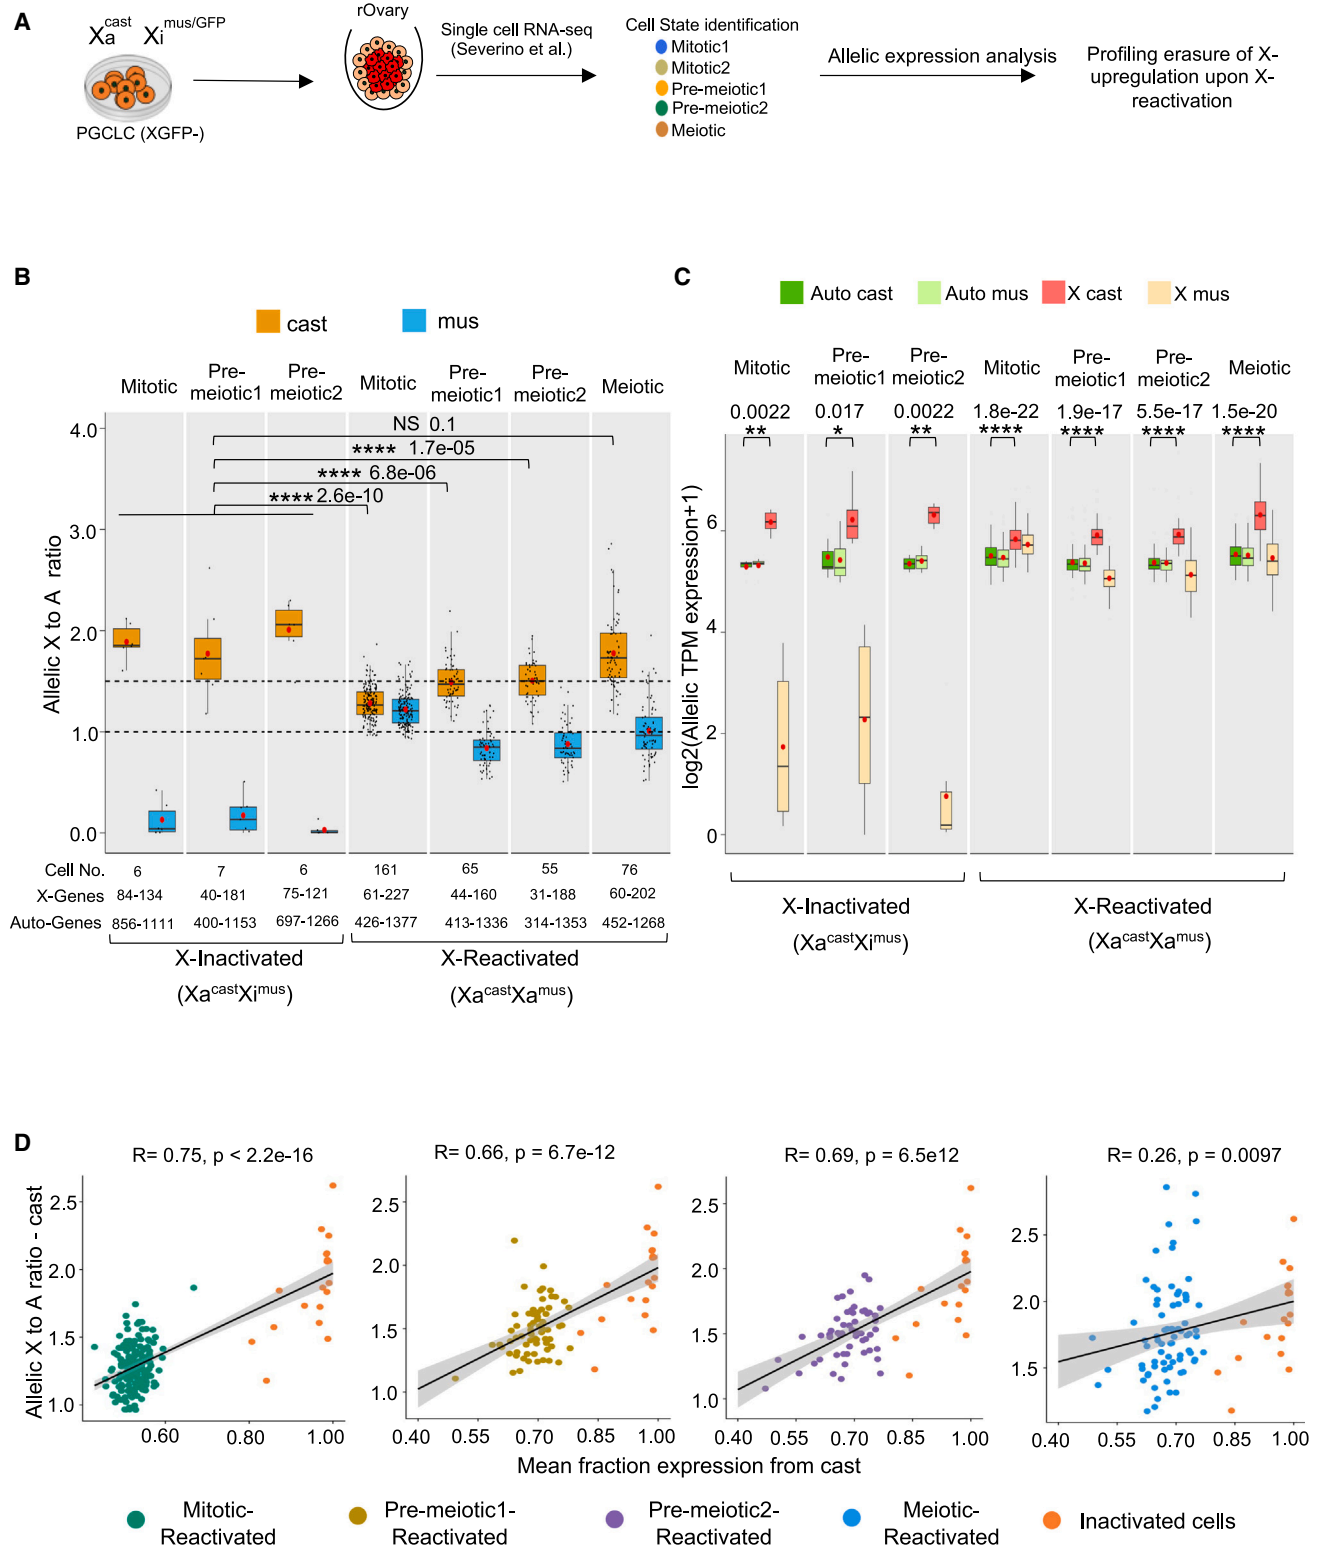 A
Xa^cast Xi^mus/GFP
PGCLC (XGFP-)
rOvary
Single cell RNA-seq
(Severino et al.)
Cell State identification
Mitotic1
Mitotic2
Pre-meiotic1
Pre-meiotic2
Meiotic
Allelic expression analysis
Profiling erasure of X-
upregulation upon X-
reactivation
B
cast mus
Mitotic Pre-meiotic1 Pre-meiotic2 Mitotic Pre-meiotic1 Pre-meiotic2 Meiotic
NS 0.1
**** 1.7e-05
**** 6.8e-06
**** 2.6e-10
Allelic X to A ratio
4.0
3.0
2.0
1.0
0.0
Cell No. 6 7 6 161 65 55 76
X-Genes 84-134 40-181 75-121 61-227 44-160 31-188 60-202
Auto-Genes 856-1111 400-1153 697-1266 426-1377 413-1336 314-1353 452-1268
X-Inactivated X-Reactivated
(Xa^castXi^mus) (Xa^castXa^mus)
C
Auto cast Auto mus X cast X mus
Mitotic Pre-meiotic1 Pre-meiotic2 Mitotic Pre-meiotic1 Pre-meiotic2 Meiotic
0.0022 0.017 0.0022 1.8e-22 1.9e-17 5.5e-17 1.5e-20
** * ** **** **** **** ****
log2(Allelic TPM expression+1)
6
4
2
0
X-Inactivated X-Reactivated
(Xa^castXi^mus) (Xa^castXa^mus)
D
R= 0.75, p < 2.2e-16
R= 0.66, p = 6.7e-12
R= 0.69, p = 6.5e12
R= 0.26, p = 0.0097
Allelic X to A ratio - cast
2.5 2.5 2.5 2.5
2.0 2.0 2.0 2.0
1.5 1.5 1.5 1.5
1.0 1.0 1.0
0.60 0.80 1.00
0.40 0.55 0.70 0.85 1.00
0.40 0.55 0.70 0.85 1.00
0.40 0.55 0.70 0.85 1.00
Mean fraction expression from cast
Mitotic-
Reactivated
Pre-meiotic1-
Reactivated
Pre-meiotic2-
Reactivated
Meiotic-
Reactivated
Inactivated cells